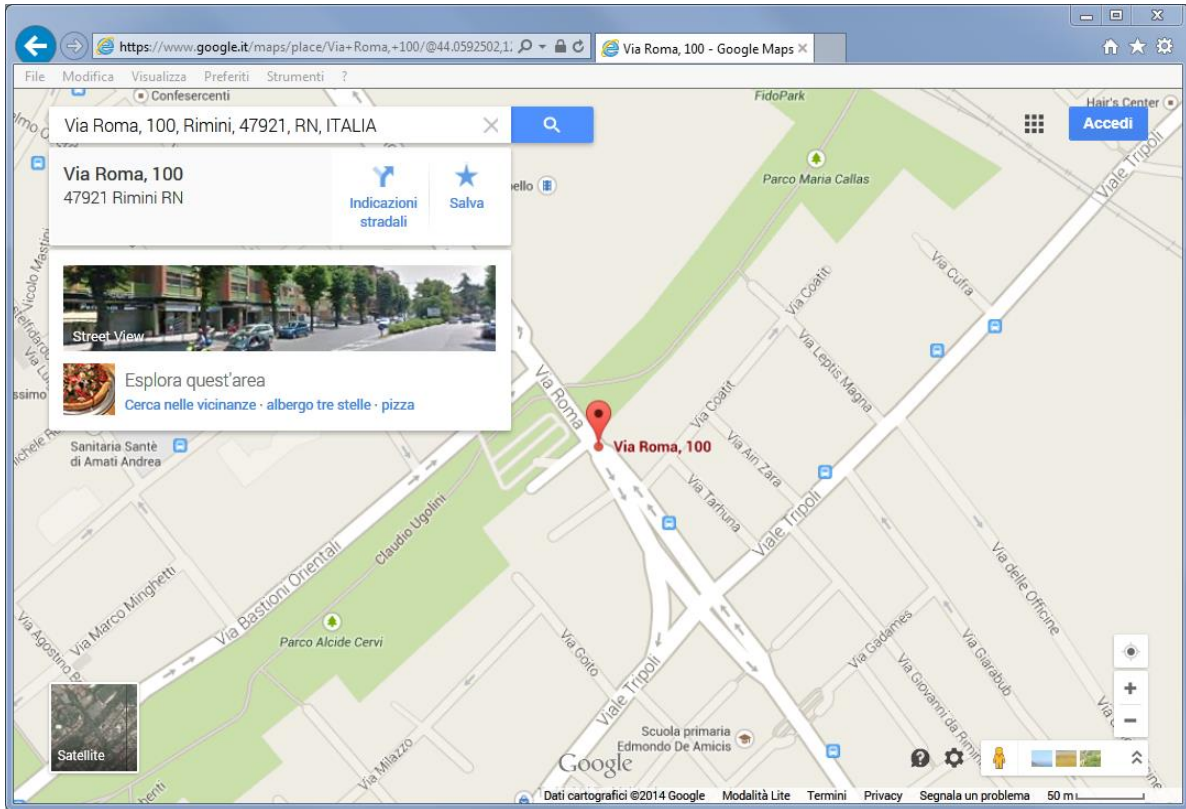 https://www.google.it/maps/place/Via+Roma,+100/@44.0592502,1
Via Roma, 100 - Google Maps
File Modifica Visualizza Preferiti Strumenti ?
Confesercenti
FidoPark
Hair's Center
Via Roma, 100, Rimini, 47921, RN, ITALIA
Accedi
Via Roma, 100
47921 Rimini RN
Indicazioni
stradali
Salva
Parco Maria Callas
Viale Tripoli
Viale
Nicolo
Via Coatit
Via Cufra
Street View
Via Leptis Magna
Esplora quest'area
Cerca nelle vicinanze · albergo tre stelle · pizza
Via Roma
Via Coatit
Via Roma, 100
Sanitaria Santè
di Amati Andrea
Via Ain Zara
Via Tarhuna
Claudio Ugolini
Viale Tripoli
Via delle Officine
Via Bastioni Orientali
Via Marco Minghetti
Via Agostino
Parco Alcide Cervi
Via Goito
Via Gadames
Via Giarabub
Via Giovanni da
Viale Tripoli
Satellite
Via Milazzo
Scuola primaria
Edmondo De Amicis
Google
Dati cartografici ©2014 Google Modalità Lite Termini Privacy Segnala un problema 50 m